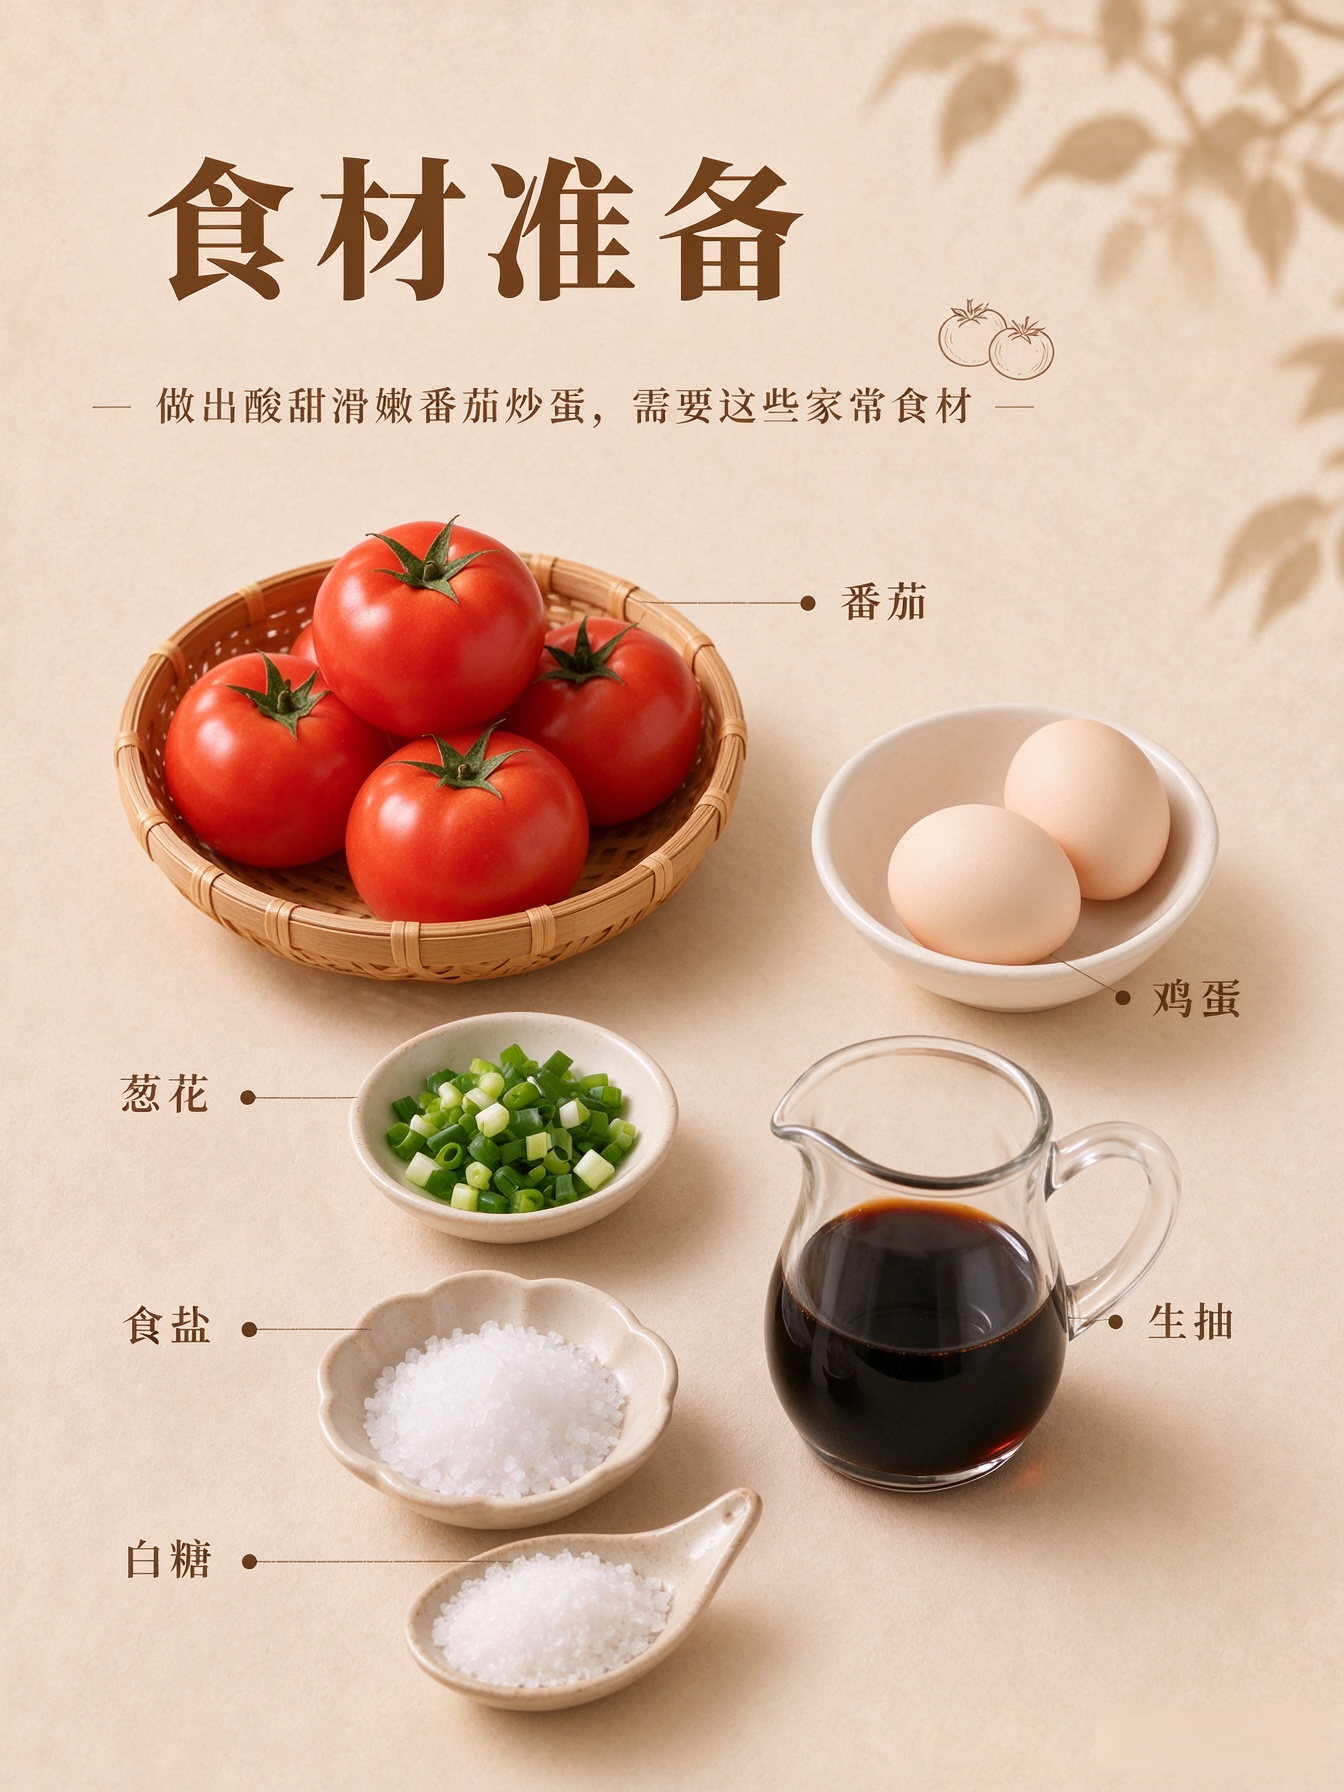 食材准备
做出酸甜滑嫩番茄炒蛋，需要这些家常食材
番茄
鸡蛋
葱花
生抽
食盐
白糖